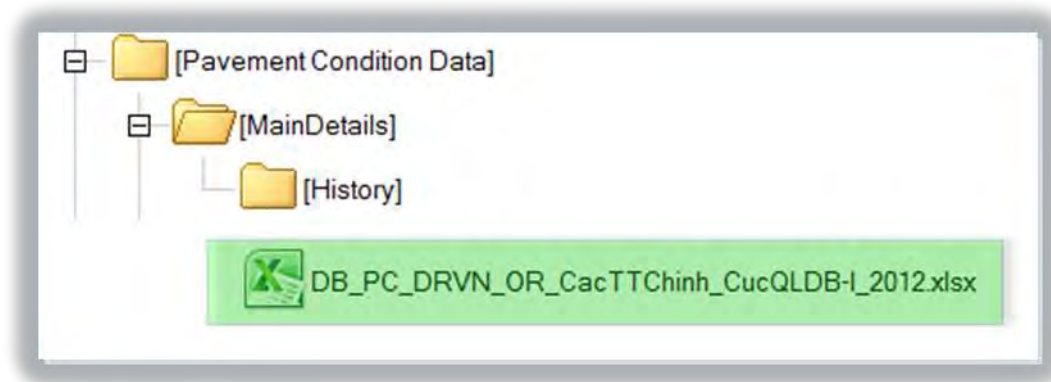 [Pavement Condition Data]
[MainDetails]
[History]
DB_PC_DRVN_OR_CacTTChinh_CucQLDB-I_2012.xlsx